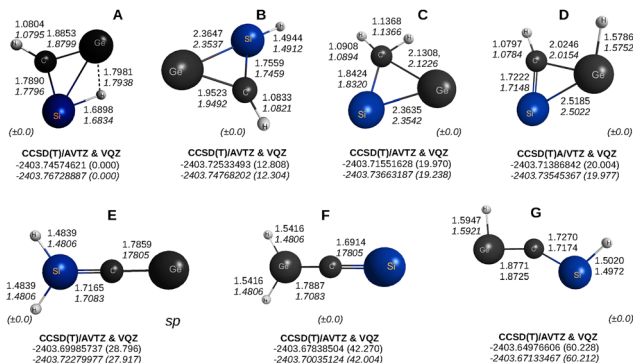 A
B
C
D
1.0804
1.0795
1.8853
1.8799
Ge
H
C
1.7890
1.7796
1.7981
1.7938
H
Si
1.6898
1.6834
(±0.0)
CCSD(T)/AVTZ & VQZ
-2403.74574621 (0.000)
-2403.76728887 (0.000)
2.3647
2.3537
H
Si
1.4944
1.4912
Ge
1.7559
1.7459
1.9523
1.9492
C
1.0833
1.0821
H
(±0.0)
CCSD(T)/AVTZ & VQZ
-2403.72533493 (12.808)
-2403.74768202 (12.304)
1.1368
1.1366
H
H
1.0908
1.0894
C
2.1308,
2.1226
1.8424
1.8320
Ge
Si
2.3635
2.3542
(±0.0)
CCSD(T)/AVTZ & VQZ
-2403.71551628 (19.970)
-2403.73663187 (19.238)
H
H
1.0797
1.0784
2.0246
2.0154
1.5786
1.5752
C
Ge
1.7222
1.7148
2.5185
2.5022
Si
(±0.0)
CCSD(T)A/VTZ & VQZ
-2403.71386842 (20.004)
-2403.73545367 (19.977)
E
F
G
H
1.4839
1.4806
Si
C
1.7859
17805
Ge
1.4839
1.4806
1.7165
1.7083
H
(±0.0)
sp
CCSD(T)/AVTZ & VQZ
-2403.69985737 (28.796)
-2403.72279977 (27.917)
1.5416
1.4806
H
Ge
C
1.6914
17805
Si
1.5416
1.4806
1.7887
1.7083
H
(±0.0)
CCSD(T)/AVTZ & VQZ
-2403.67838504 (42.270)
-2403.70035124 (42.004)
1.5947
1.5921
H
Ge
C
1.7270
1.7174
H
1.8771
1.8725
Si
1.5020
1.4972
(±0.0)
CCSD(T)/AVTZ & VQZ
-2403.64976606 (60.228)
-2403.67133467 (60.212)